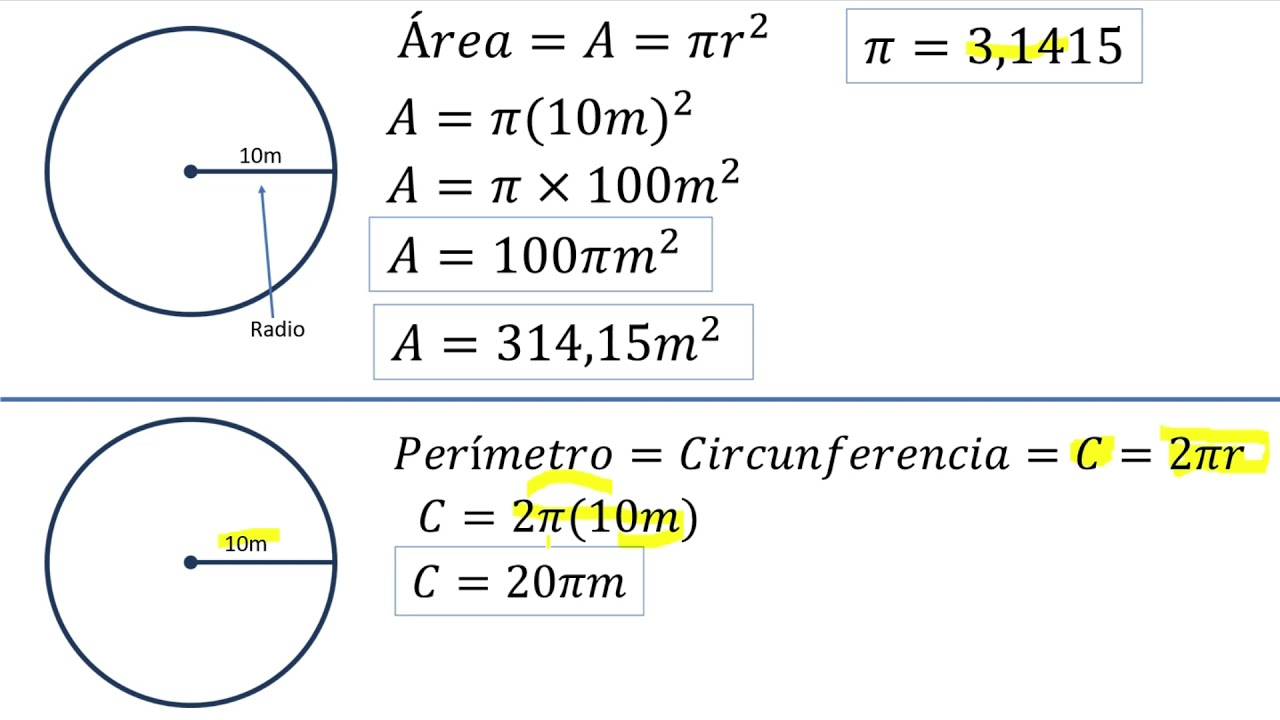 Área = A = πr²
π = 3,1415
A = π(10m)²
A = π × 100m²
A = 100πm²
A = 314,15m²
10m
Radio
Perímetro = Circunferencia = C = 2πr
C = 2π(10m)
C = 20πm
10m